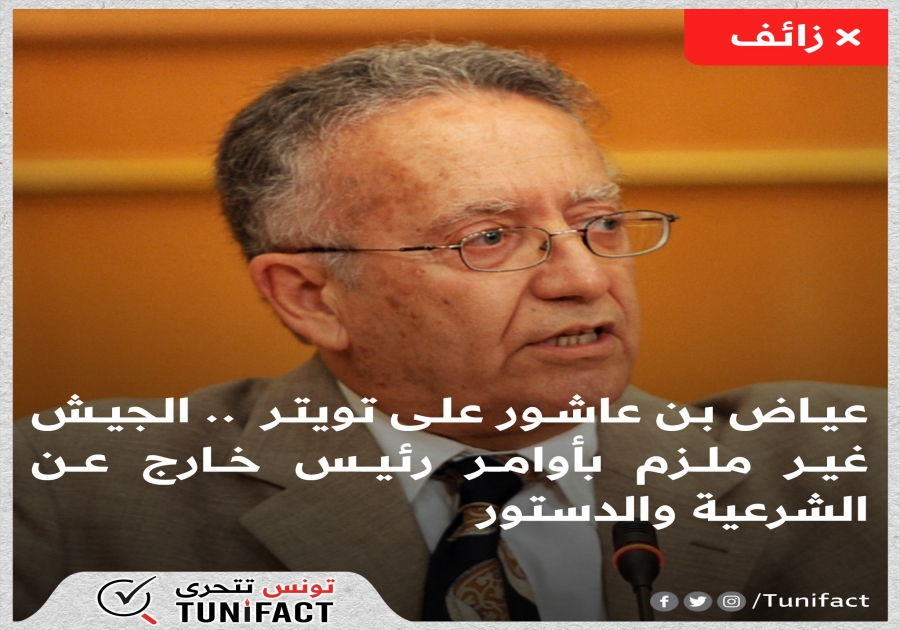 × زائف
عياض بن عاشور على تويتر .. الجيش
غير ملزم بأوامر رئيس خارج عن
الشرعية والدستور
تونس تتحرى
TUNiFACT
/Tunifact